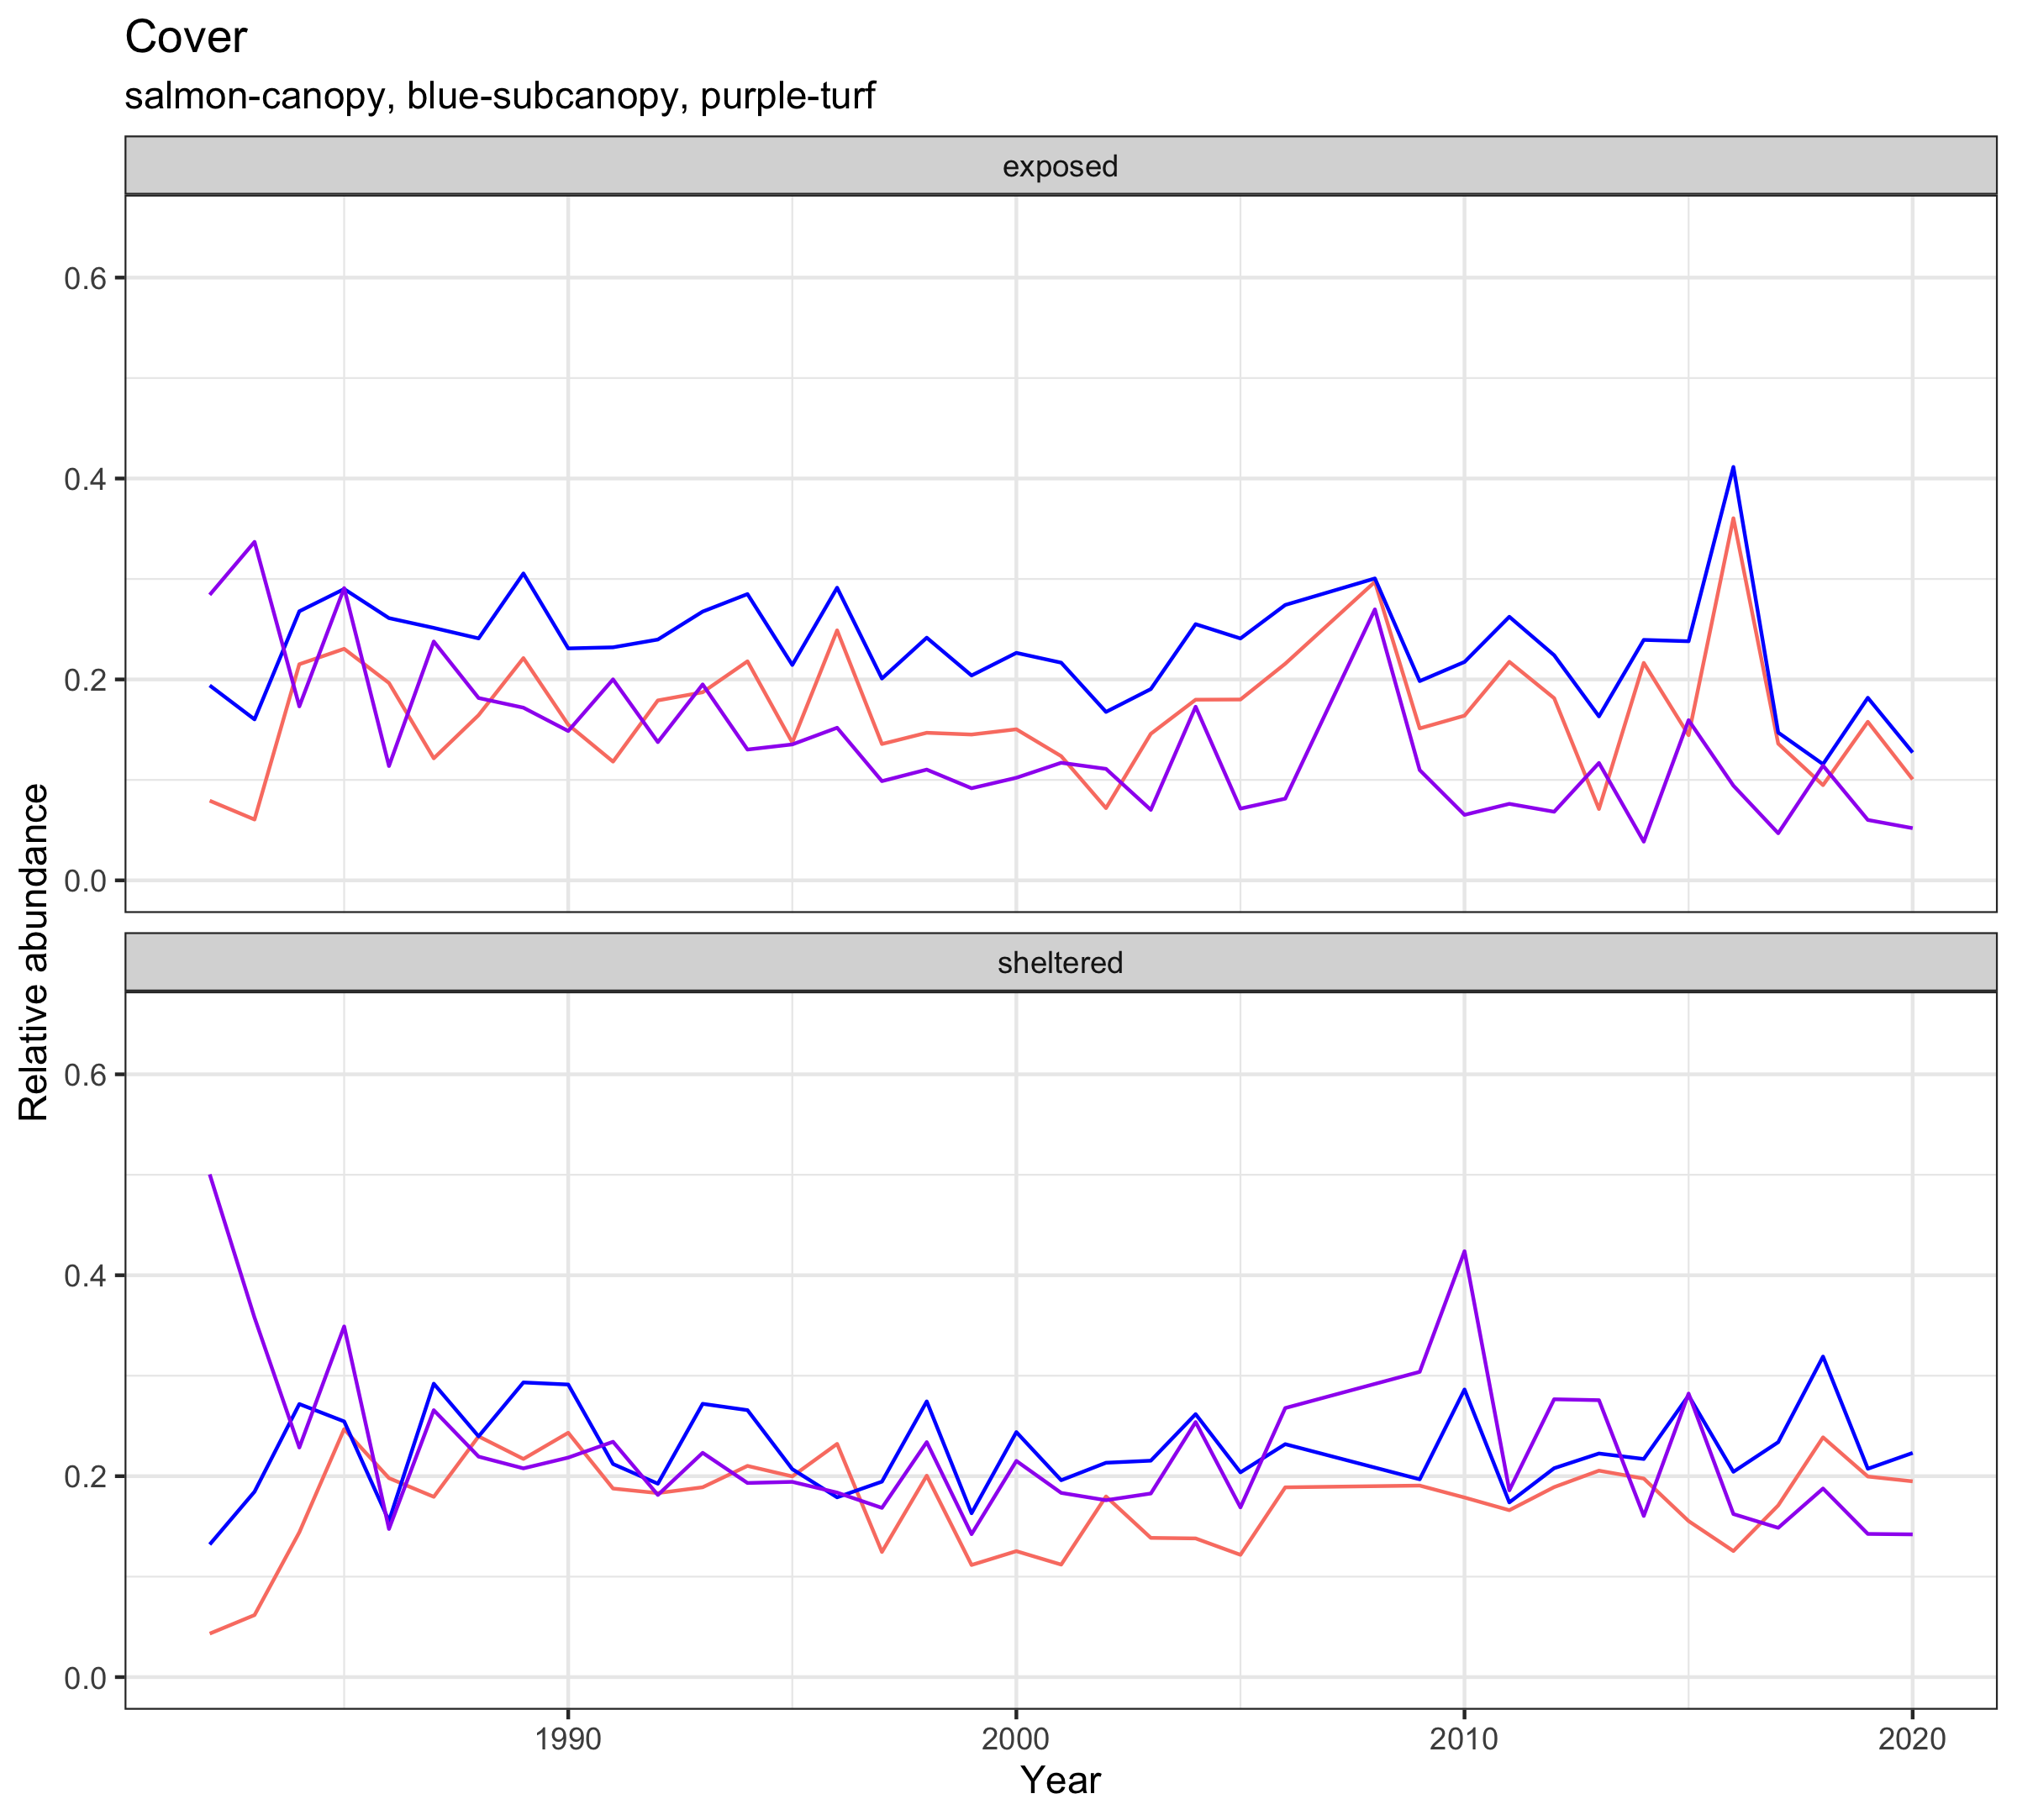 Cover
salmon-canopy, blue-subcanopy, purple-turf
exposed
0.6
0.4
0.2
0.0
sheltered
0.6
0.4
0.2
0.0
Relative abundance
1990 2000 2010 2020
Year